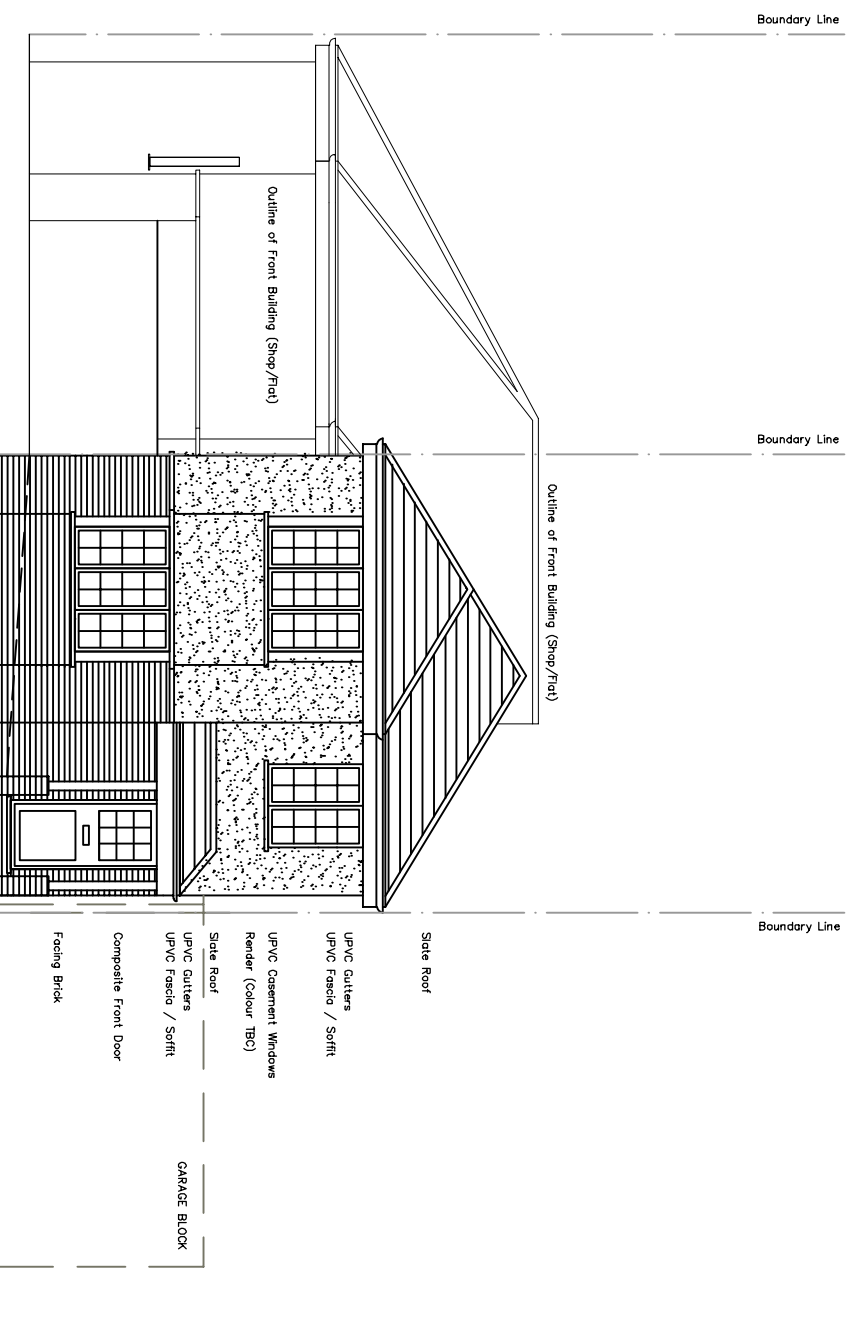 Boundary Line
Outline of Front Building (Shop/Flat)
Boundary Line
Outline of Front Building (Shop/Flat)
Boundary Line
Slate Roof
UPVC Gutters
UPVC Fascia / Soffit
UPVC Casement Windows
Render (Colour TBC)
Slate Roof
UPVC Gutters
UPVC Fascia / Soffit
Composite Front Door
Facing Brick
GARAGE BLOCK